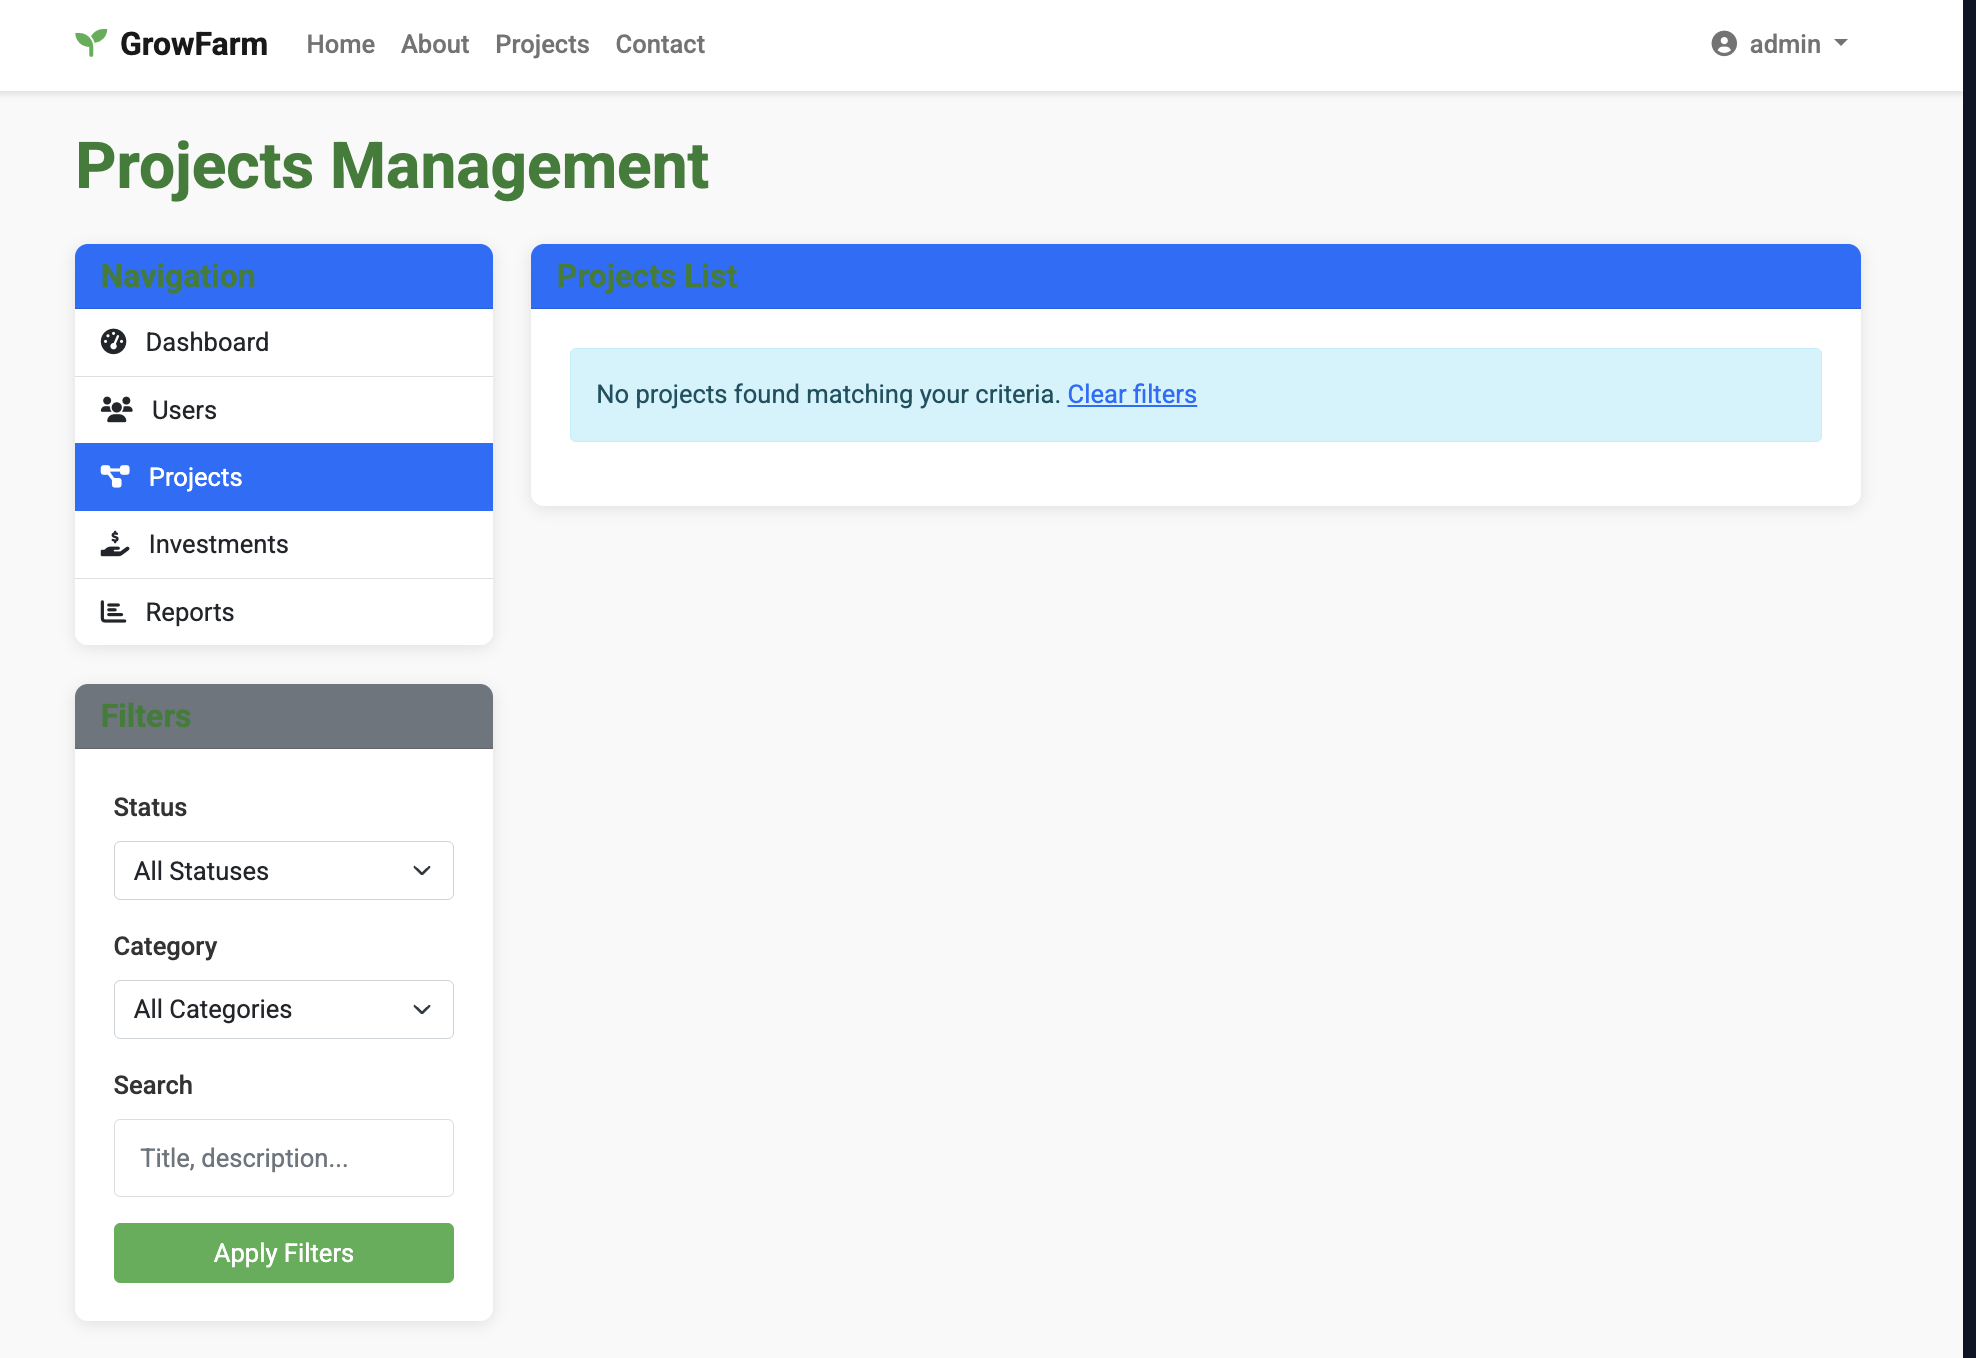 GrowFarm Home About Projects Contact admin
Projects Management
Navigation
Dashboard
Users
Projects
Investments
Reports
Filters
Status
All Statuses
Category
All Categories
Search
Title, description...
Apply Filters
Projects List
No projects found matching your criteria. Clear filters